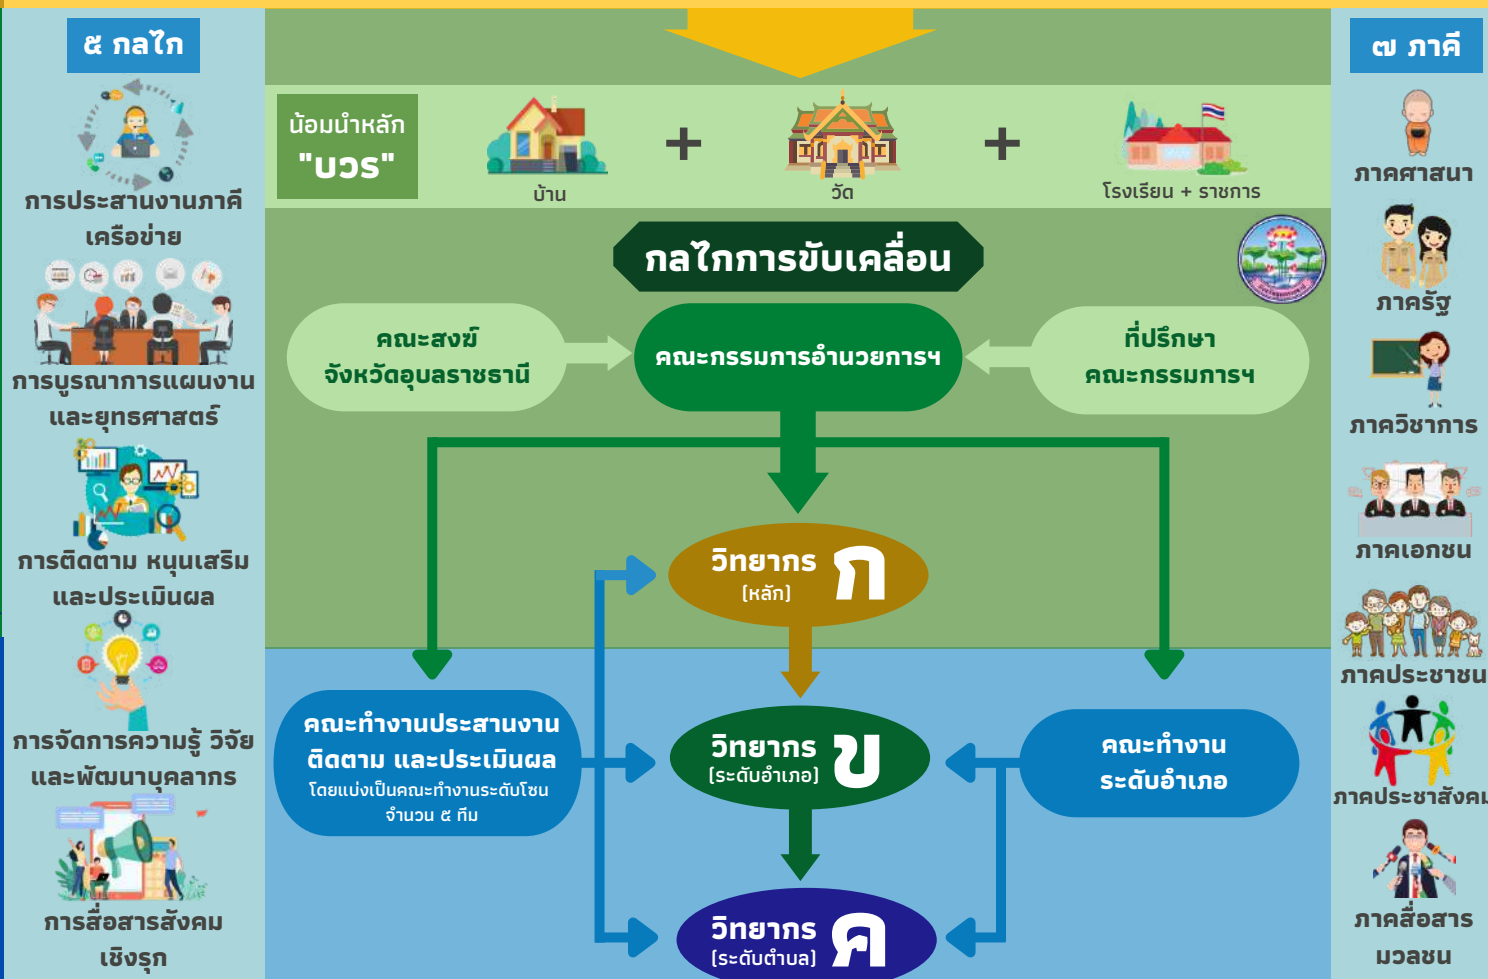 ๕ กลไก
การประสานงานภาคี
เครือข่าย
การบูรณาการแผนงาน
และยุทธศาสตร์
การติดตาม หนุนเสริม
และประเมินผล
การจัดการความรู้ วิจัย
และพัฒนาบุคลากร
การสื่อสารสังคม
เชิงรุก
น้อมนำหลัก
"บวร"
บ้าน
+
วัด
+
โรงเรียน + ราชการ
กลไกการขับเคลื่อน
คณะสงฆ์
จังหวัดอุบลราชธานี
คณะกรรมการอำนวยการฯ
ที่ปรึกษา
คณะกรรมการฯ
วิทยากร ก
(หลัก)
คณะทำงานประสานงาน
ติดตาม และประเมินผล
โดยแบ่งเป็นคณะทำงานระดับโซน
จำนวน ๕ ทีม
วิทยากร ข
(ระดับอำเภอ)
คณะทำงาน
ระดับอำเภอ
วิทยากร ค
(ระดับตำบล)
๗ ภาคี
ภาคศาสนา
ภาครัฐ
ภาควิชาการ
ภาคเอกชน
ภาคประชาชน
ภาคประชาสังคม
ภาคสื่อสาร
มวลชน